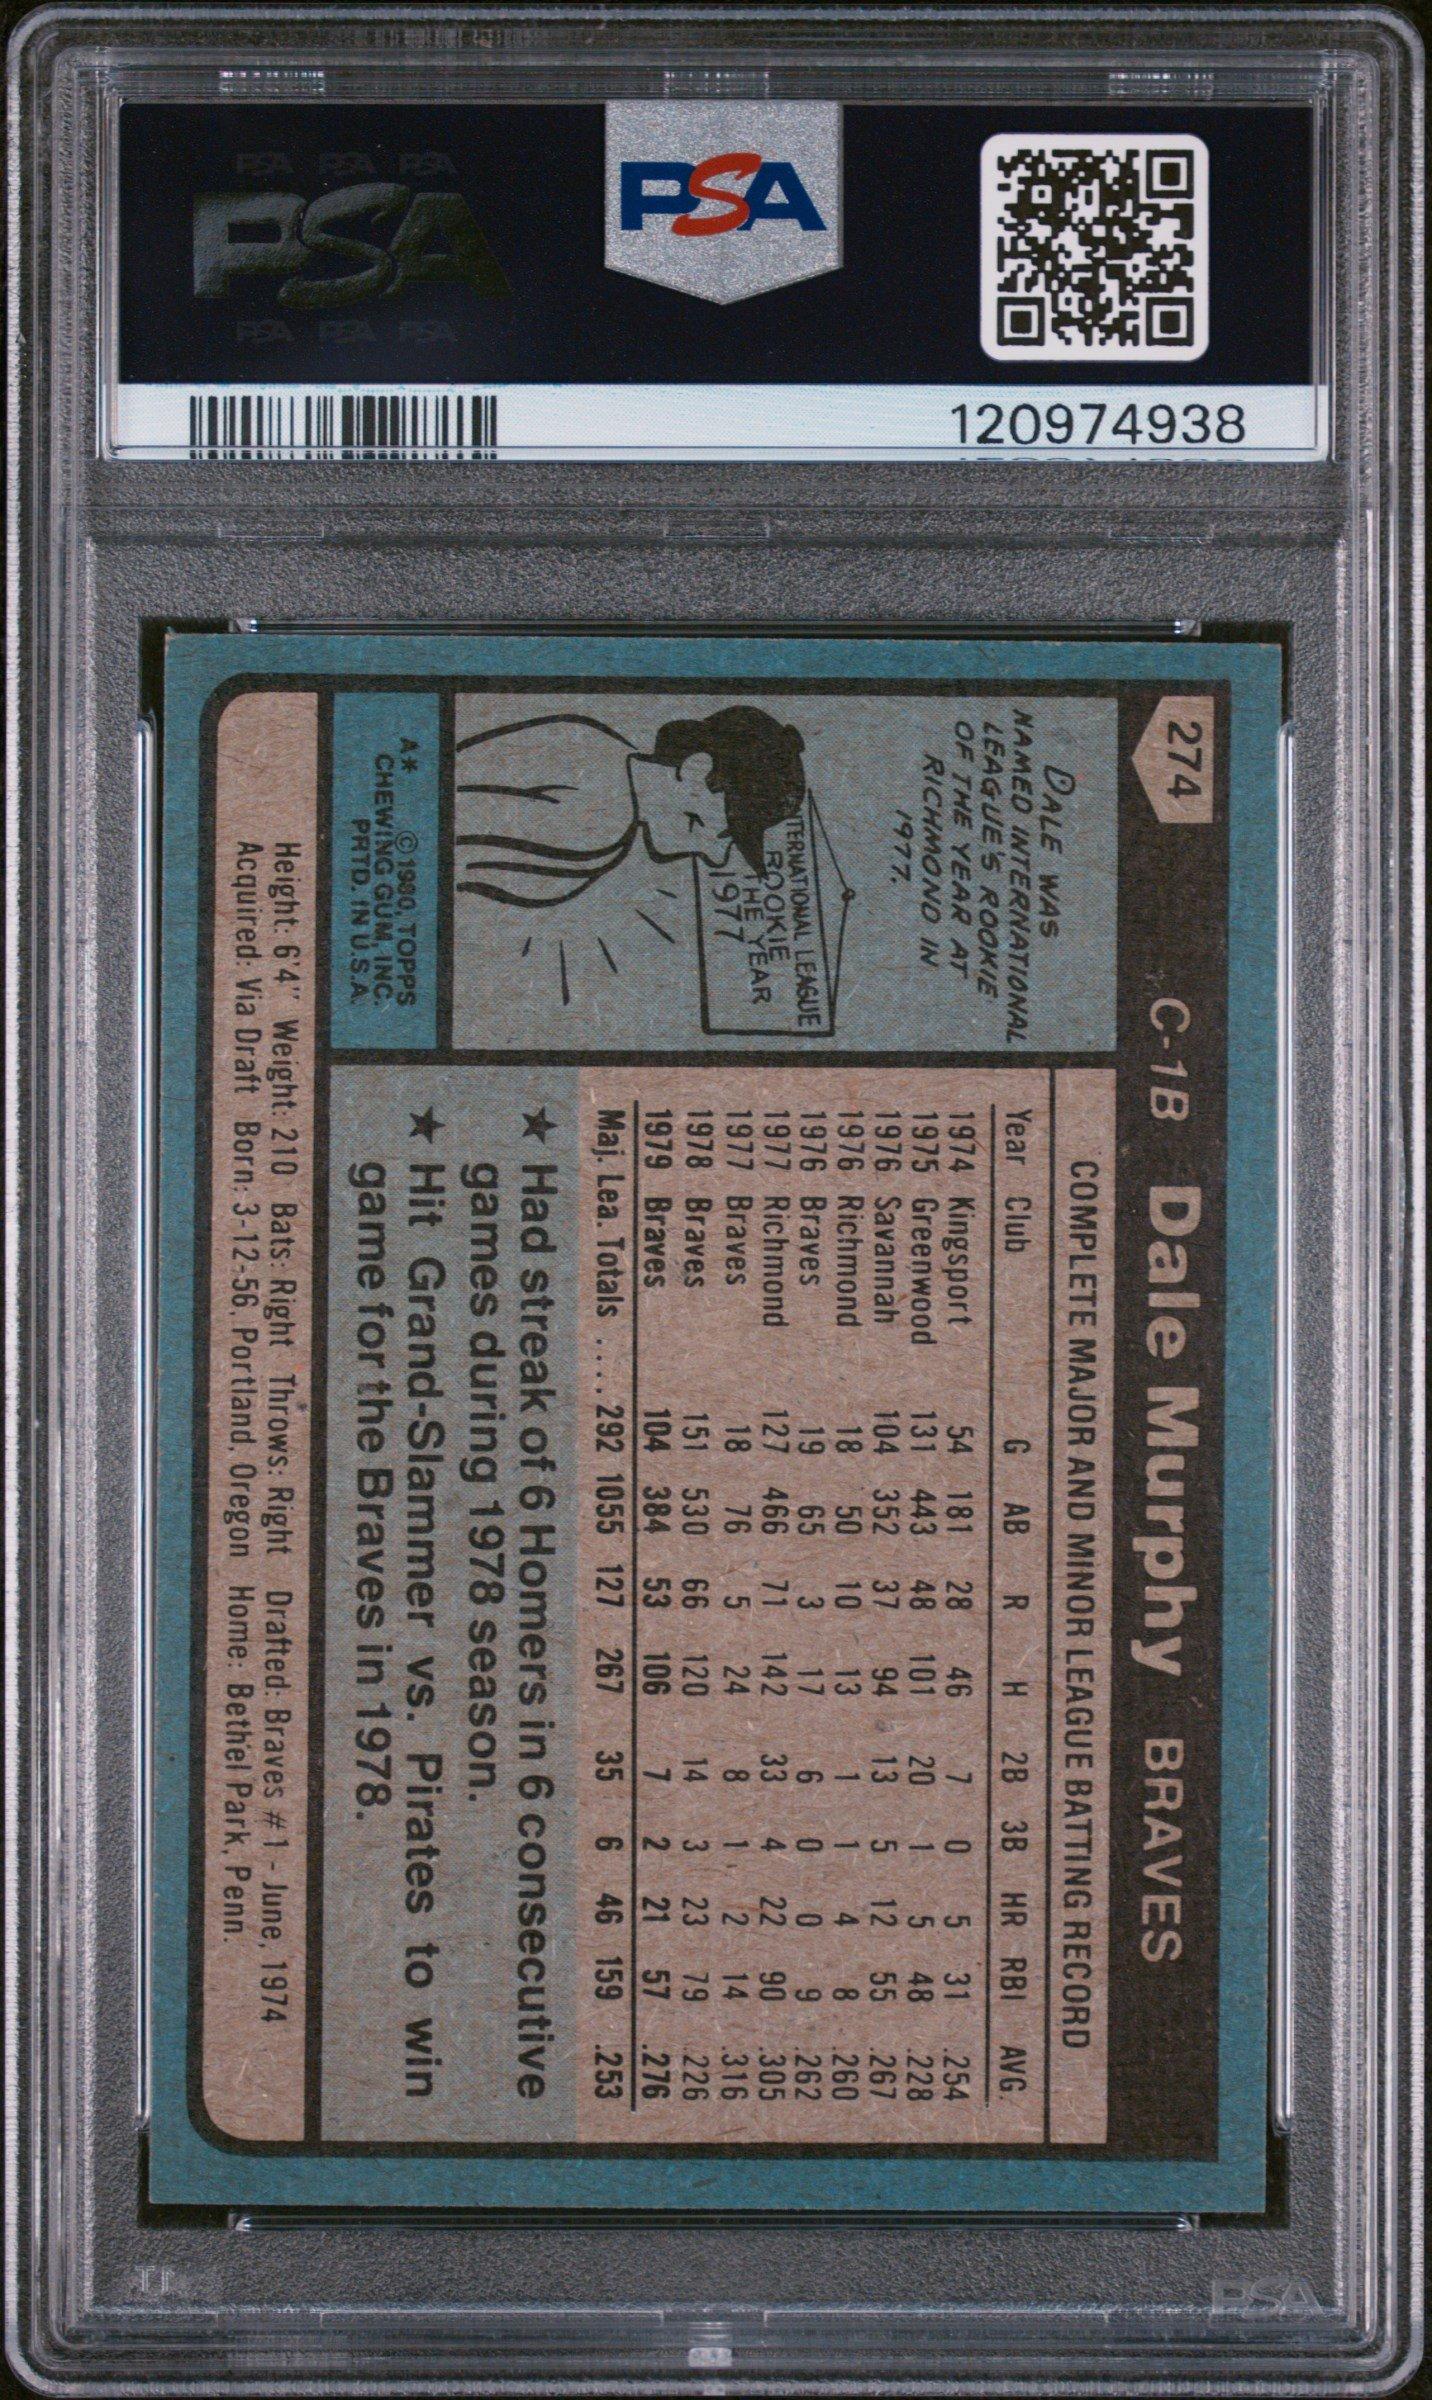 PSA PSA PSA
PSA
PSA PSA PSA
PSA
120974938
274
C-1B Dale Murphy BRAVES
DALE WAS
NAMED INTERNATIONAL
LEAGUE'S ROOKIE
OF THE YEAR AT
RICHMOND IN
1977.
INTERNATIONAL LEAGUE
ROOKIE
THE YEAR
1977
A* ©1980, TOPPS
CHEWING GUM, INC.
PRTD. IN U.S.A.
COMPLETE MAJOR AND MINOR LEAGUE BATTING RECORD
Year Club G AB R H 2B 3B HR RBI AVG.
1974 Kingsport 54 181 28 46 7 0 5 31 .254
1975 Greenwood 131 443 48 101 20 1 5 48 .228
1976 Savannah 104 352 37 94 13 5 12 55 .267
1976 Richmond 18 50 10 13 1 1 4 8 .260
1976 Braves 19 65 3 17 6 0 0 9 .262
1977 Richmond 127 466 71 142 33 4 22 90 .305
1977 Braves 18 76 5 24 8 1 2 14 .316
1978 Braves 151 530 66 120 14 3 23 79 .226
1979 Braves 104 384 53 106 7 2 21 57 .276
Maj. Lea. Totals .... 292 1055 127 267 35 6 46 159 .253
★ Had streak of 6 Homers in 6 consecutive
games during 1978 season.
★ Hit Grand-Slammer vs. Pirates to win
game for the Braves in 1978.
Height: 6'4" Weight: 210 Bats: Right Throws: Right Drafted: Braves #1 - June, 1974
Acquired: Via Draft Born: 3-12-56, Portland, Oregon Home: Bethel Park, Penn.
PSA